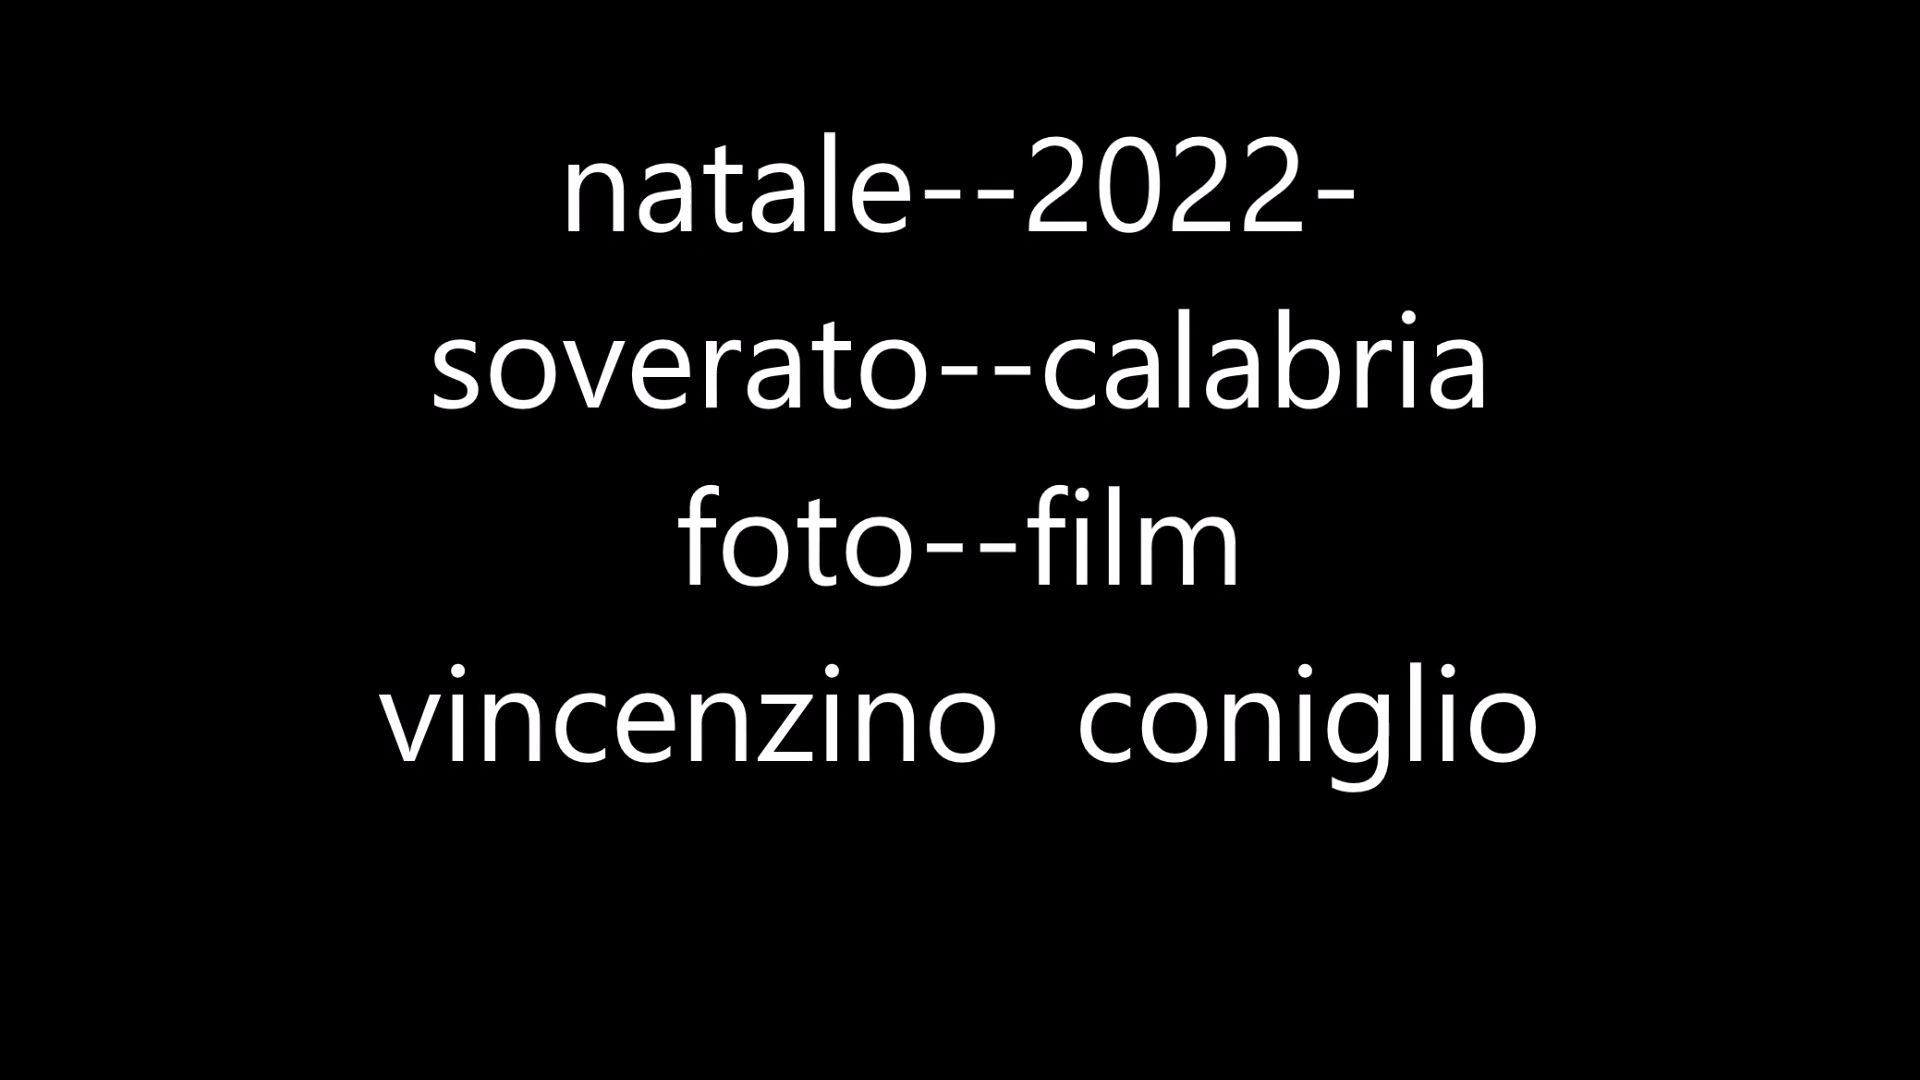 natale--2022-
soverato--calabria
foto--film
vincenzino  coniglio